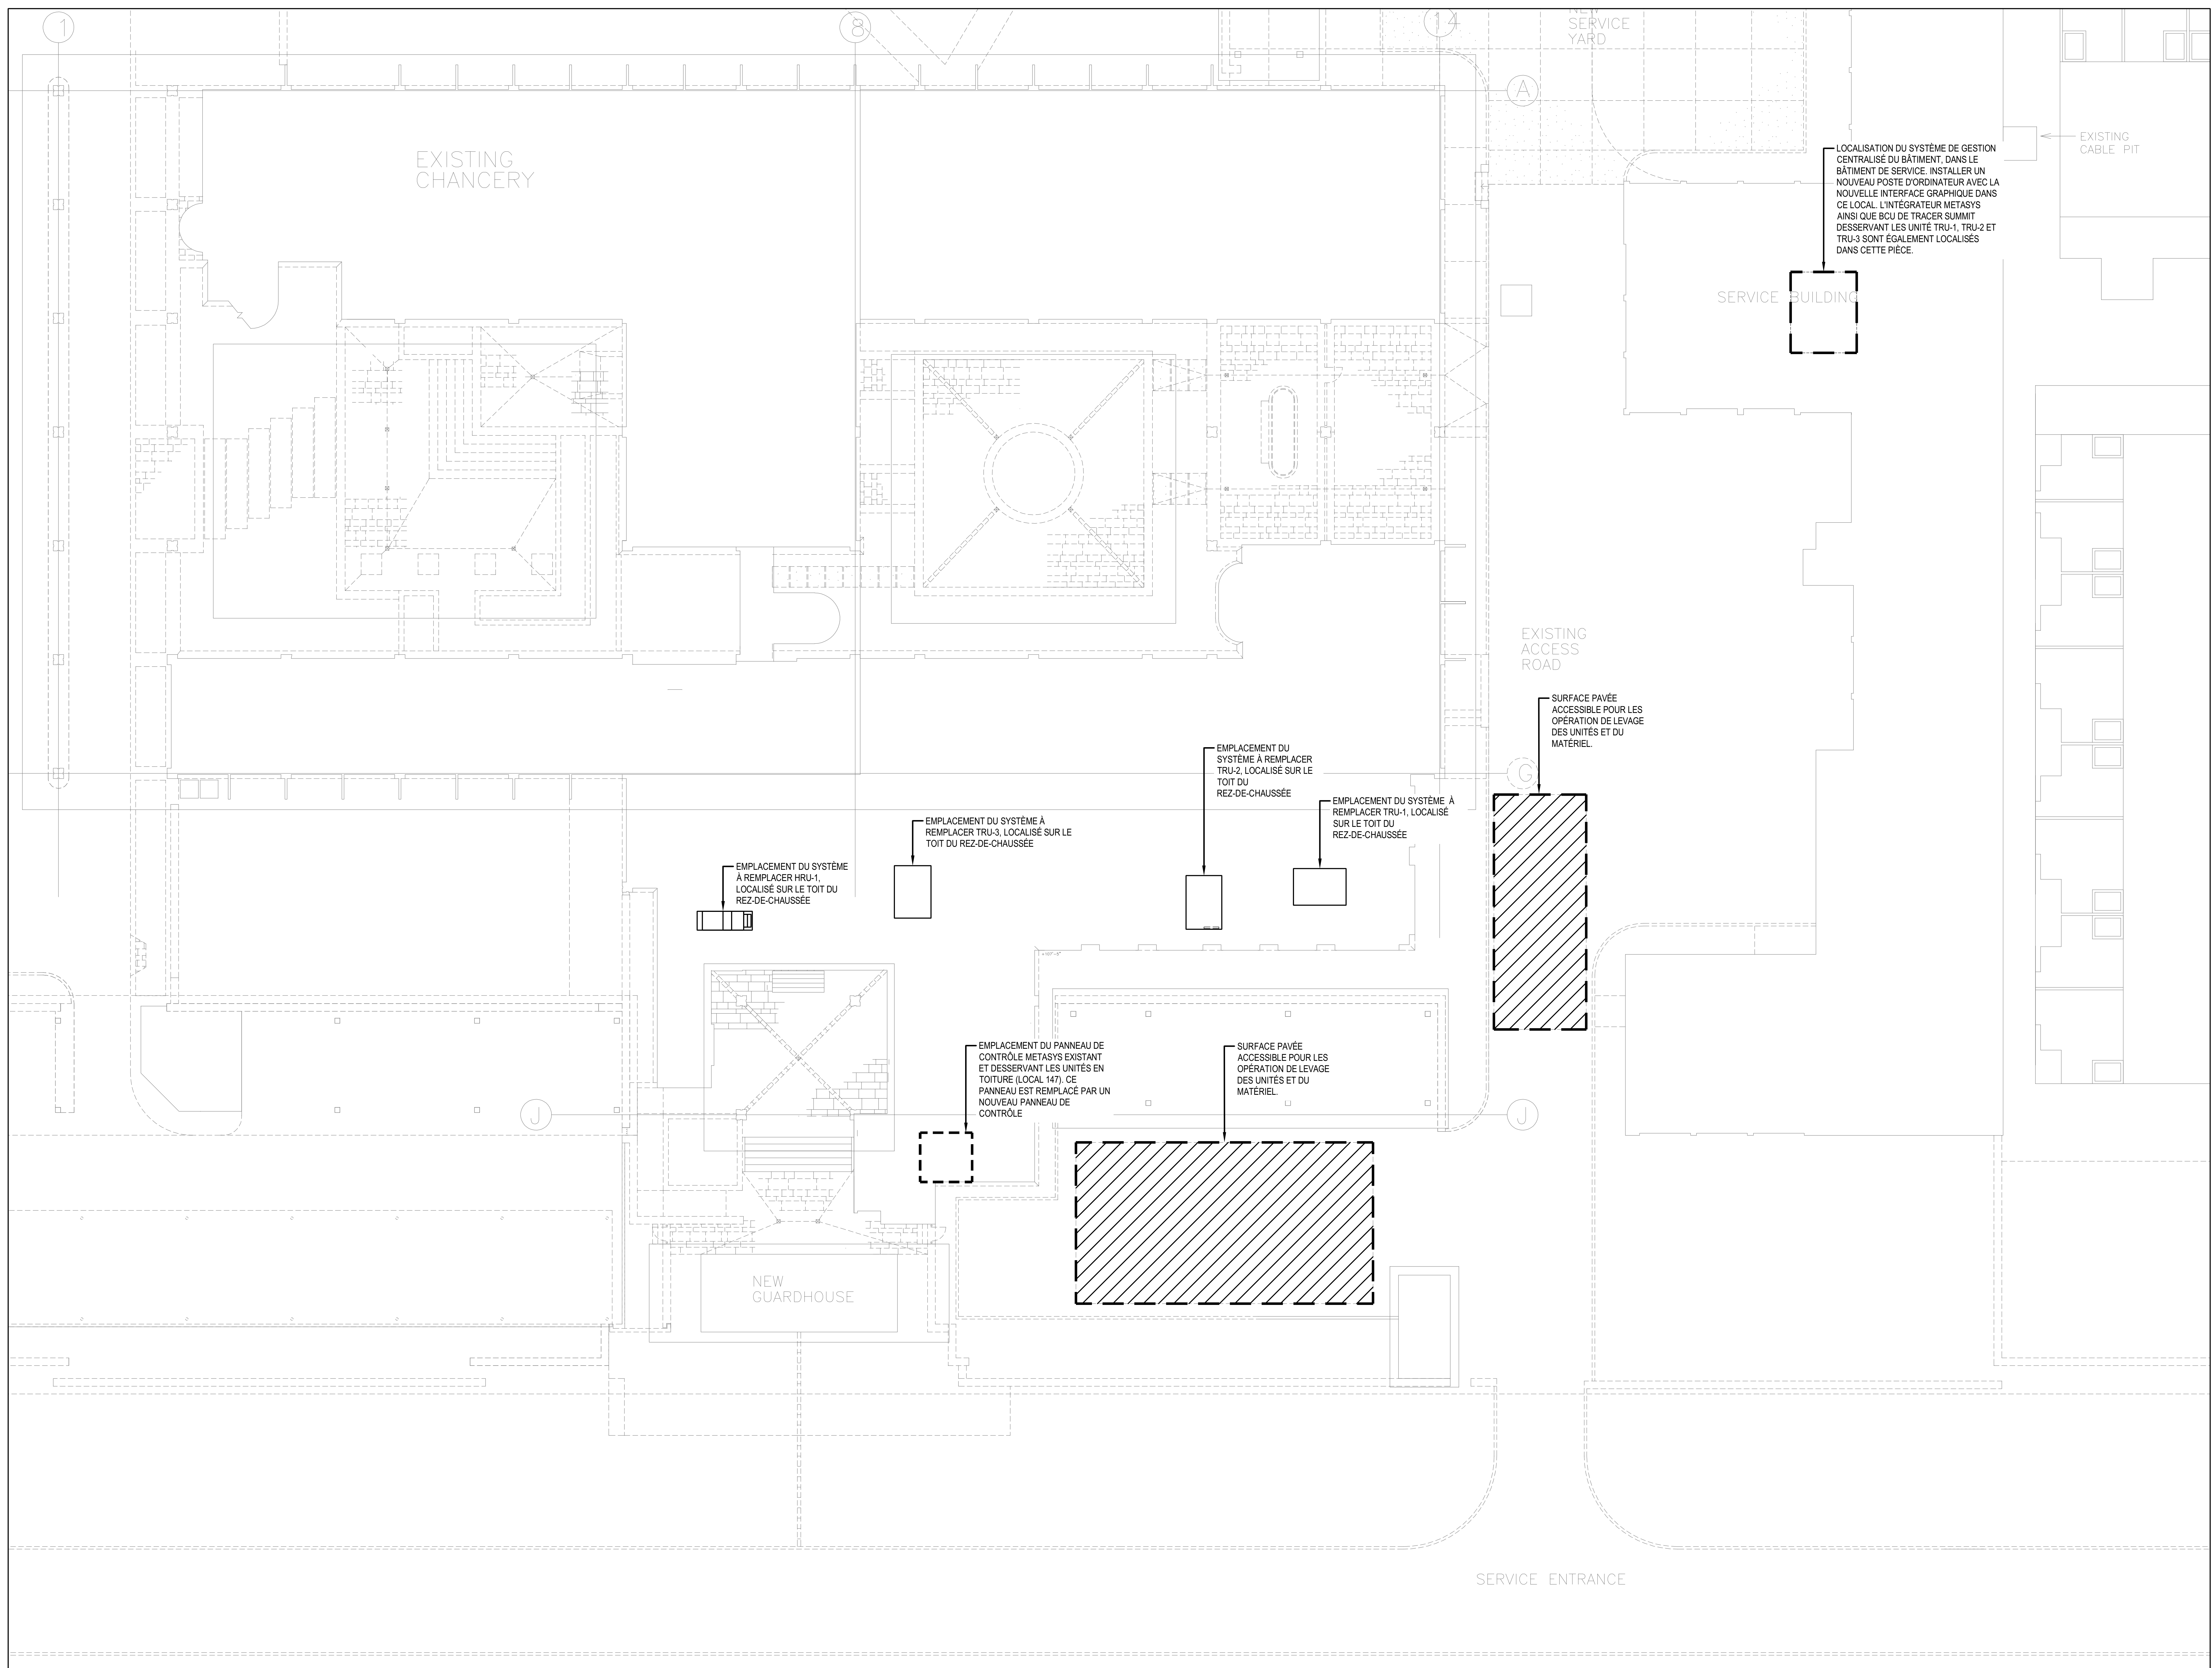 1
8
14
NEW
SERVICE
YARD
A
EXISTING
CHANCERY
EXISTING
CABLE PIT
LOCALISATION DU SYSTÈME DE GESTION
CENTRALISÉ DU BÂTIMENT, DANS LE
BÂTIMENT DE SERVICE. INSTALLER UN
NOUVEAU POSTE D'ORDINATEUR AVEC LA
NOUVELLE INTERFACE GRAPHIQUE DANS
CE LOCAL. L'INTÉGRATEUR METASYS
AINSI QUE BCU DE TRACER SUMMIT
DESSERVANT LES UNITÉ TRU-1, TRU-2 ET
TRU-3 SONT ÉGALEMENT LOCALISÉS
DANS CETTE PIÈCE.
SERVICE BUILDING
EXISTING
ACCESS
ROAD
SURFACE PAVÉE
ACCESSIBLE POUR LES
OPÉRATION DE LEVAGE
DES UNITÉS ET DU
MATÉRIEL.
G
EMPLACEMENT DU
SYSTÈME À REMPLACER
TRU-2, LOCALISÉ SUR LE
TOIT DU
REZ-DE-CHAUSSÉE
EMPLACEMENT DU SYSTÈME À
REMPLACER TRU-1, LOCALISÉ
SUR LE TOIT DU
REZ-DE-CHAUSSÉE
EMPLACEMENT DU SYSTÈME À
REMPLACER TRU-3, LOCALISÉ SUR LE
TOIT DU REZ-DE-CHAUSSÉE
EMPLACEMENT DU SYSTÈME
À REMPLACER HRU-1,
LOCALISÉ SUR LE TOIT DU
REZ-DE-CHAUSSÉE
EMPLACEMENT DU PANNEAU DE
CONTRÔLE METASYS EXISTANT
ET DESSERVANT LES UNITÉS EN
TOITURE (LOCAL 147). CE
PANNEAU EST REMPLACÉ PAR UN
NOUVEAU PANNEAU DE
CONTRÔLE
SURFACE PAVÉE
ACCESSIBLE POUR LES
OPÉRATION DE LEVAGE
DES UNITÉS ET DU
MATÉRIEL.
J
J
NEW
GUARDHOUSE
SERVICE ENTRANCE